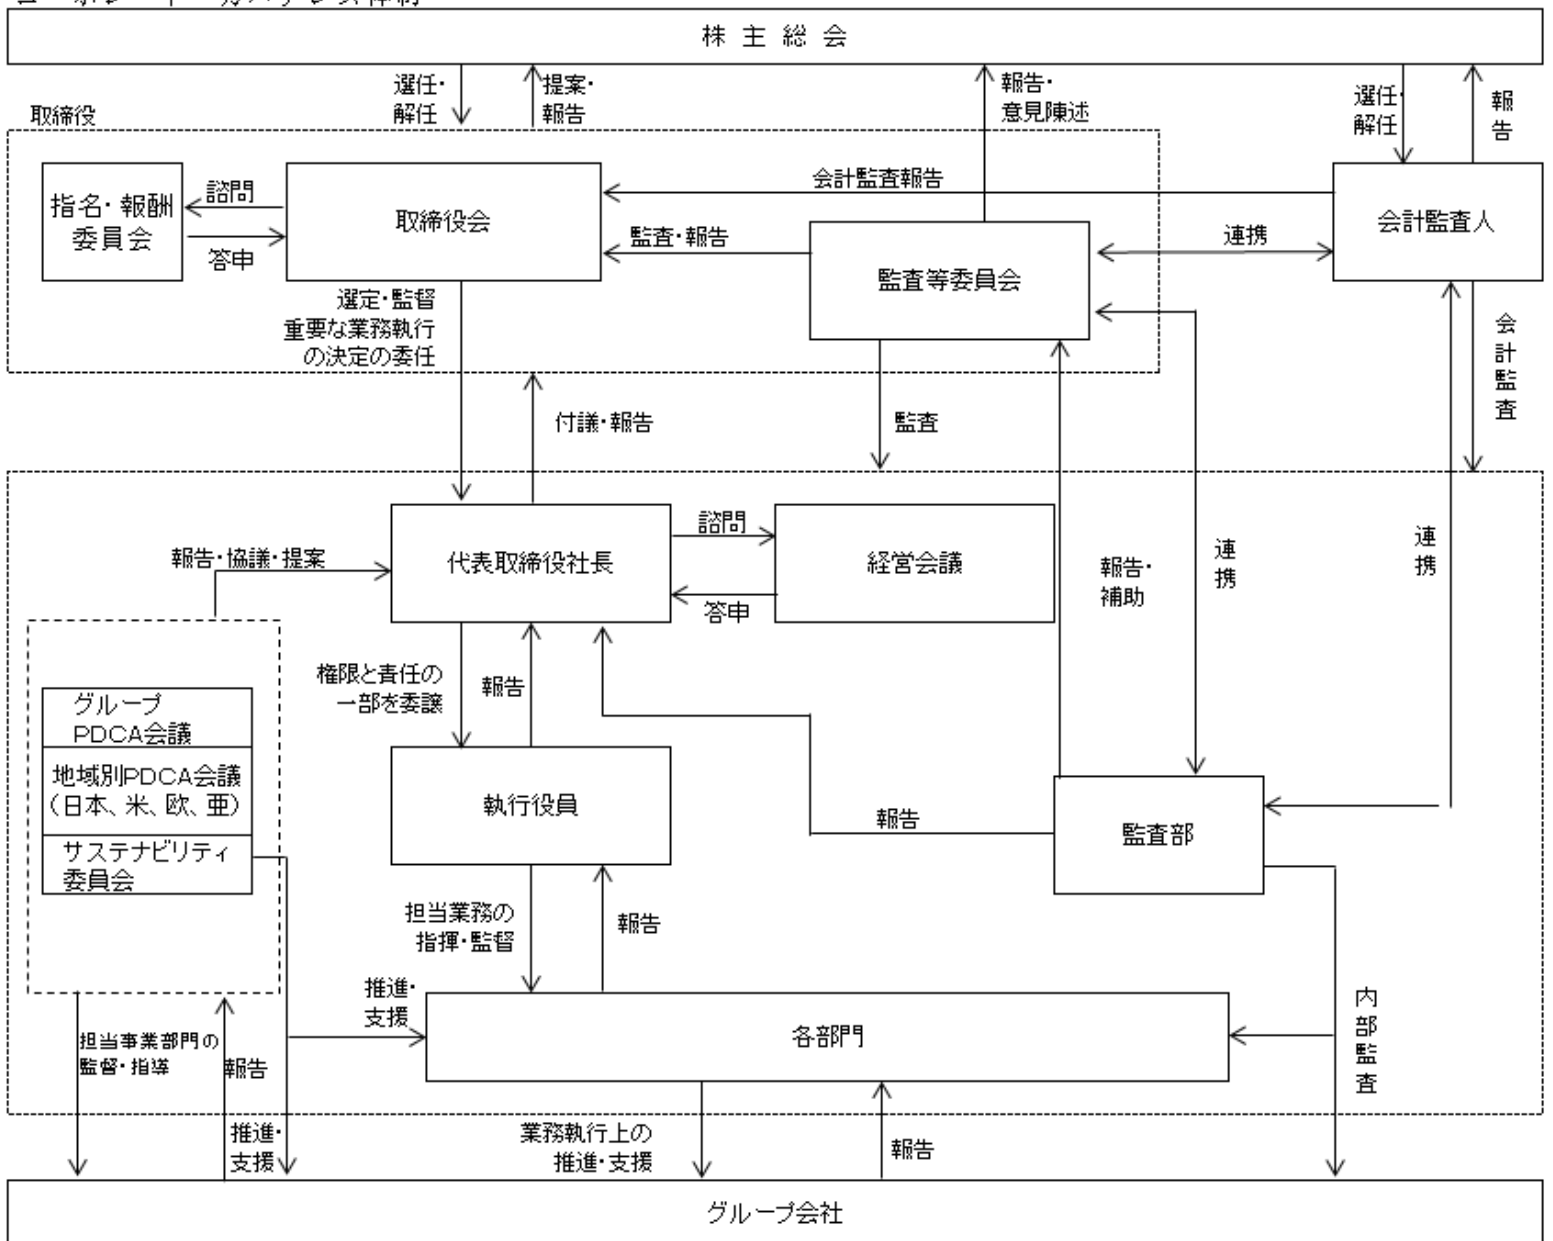 株主総会
選任・
解任
提案・
報告
報告・
意見陳述
選任・
解任
報
告
取締役
指名・報酬
委員会
諮問
答申
取締役会
会計監査報告
監査・報告
監査等委員会
連携
会計監査人
選定・監督
重要な業務執行
の決定の委任
付議・報告
監査
会
計
監
査
報告・協議・提案
代表取締役社長
諮問
答申
経営会議
報告・
補助
連
携
連
携
権限と責任の
一部を委譲
報告
グループ
PDCA会議
地域別PDCA会議
(日本、米、欧、亜)
サステナビリティ
委員会
執行役員
報告
監査部
担当業務の
指揮・監督
報告
推進・
支援
各部門
内
部
監
査
担当事業部門の
監督・指導
報告
推進・
支援
業務執行上の
推進・支援
報告
グループ会社